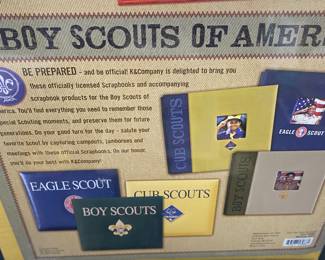 BOY SCOUTS OF AMER
BE PREPARED - and be official! K&Company is delighted to bring you
these officially licensed Scrapbooks and accompanying
scrapbook products for the Boy Scouts of
merica. You'll find everything you need to remember those
special Scouting moments, and preserve them for future
generations. Do your good turn for the day - salute your
favorite Scout by capturing campouts, jamborees and
meetings with these official Scrapbooks. On our honor,
you'll do your best with K&Company!
CUB SCOUTS
EAGLE SCOUT
BOY SCOUTS
EAGLE SCOUT
CUB SCOUTS
BOY SCOUTS